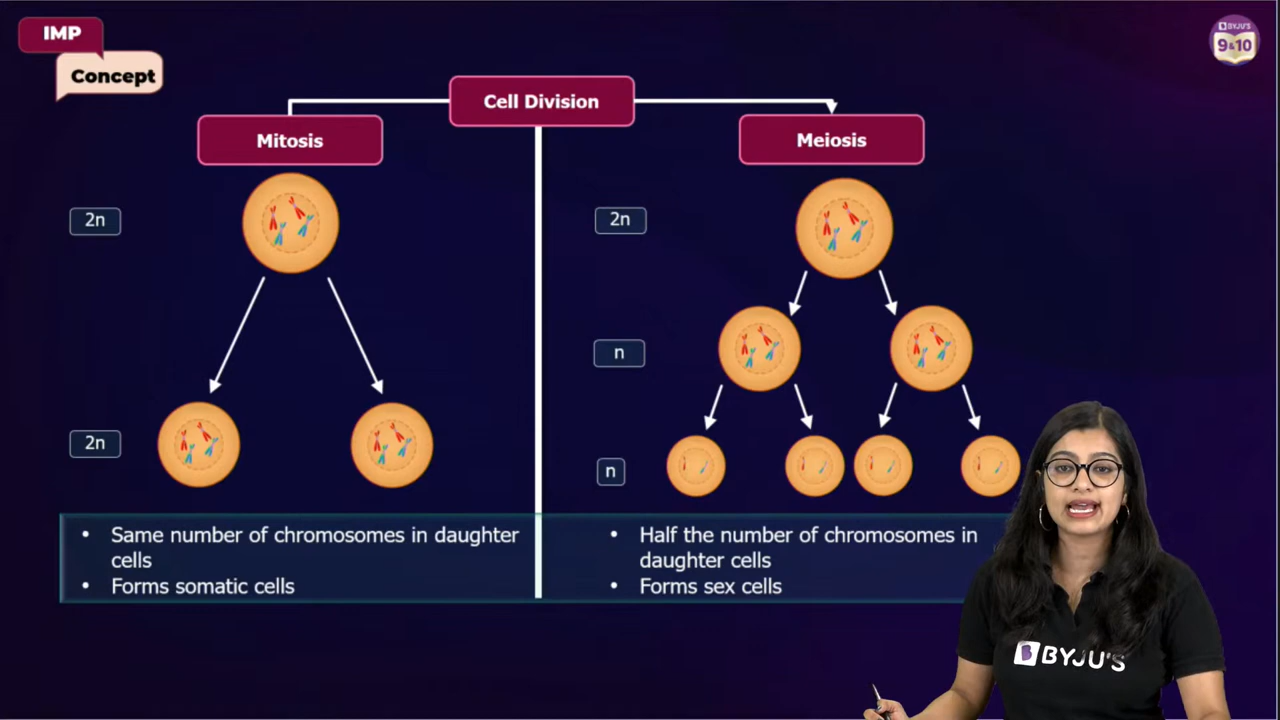 IMP
Concept
BYJU'S
9&10
Cell Division
Mitosis
Meiosis
2n
2n
n
2n
n
• Same number of chromosomes in daughter
cells
• Forms somatic cells
• Half the number of chromosomes in
daughter cells
• Forms sex cells
BYJU'S